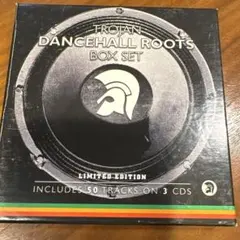 TROJAN
DANCEHALL ROOTS
BOX SET
LIMITED EDITION
INCLUDES 50 TRACKS ON 3 CDS